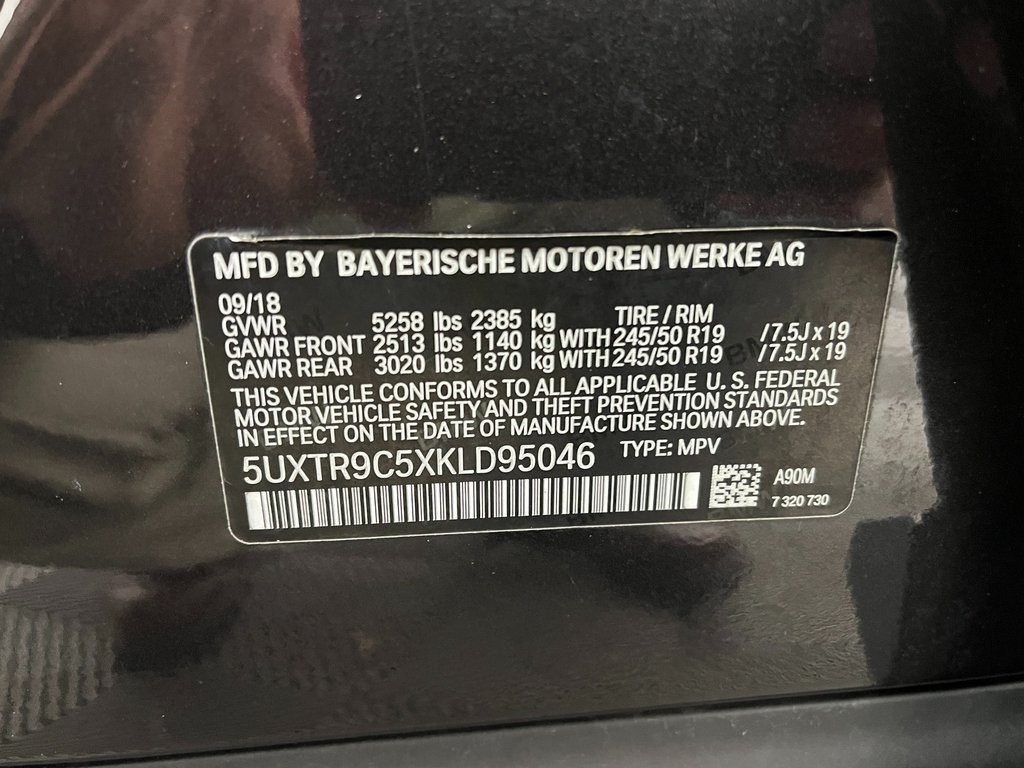 MFD BY BAYERISCHE MOTOREN WERKE AG
09/18 TIRE / RIM
GVWR 5258 lbs 2385 kg
GAWR FRONT 2513 lbs 1140 kg WITH 245/50 R19 / 7.5J x 19
GAWR REAR 3020 lbs 1370 kg WITH 245/50 R19 / 7.5J x 19
THIS VEHICLE CONFORMS TO ALL APPLICABLE U. S. FEDERAL
MOTOR VEHICLE SAFETY AND THEFT PREVENTION STANDARDS
IN EFFECT ON THE DATE OF MANUFACTURE SHOWN ABOVE.
5UXTR9C5XKLD95046 TYPE: MPV
A90M
7 320 730